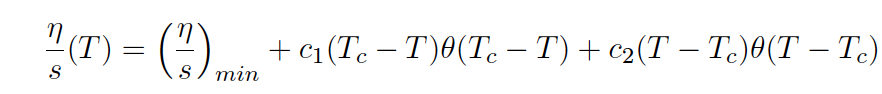 η/s(T) = (η/s)_min + c₁(T_c − T)θ(T_c − T) + c₂(T − T_c)θ(T − T_c)